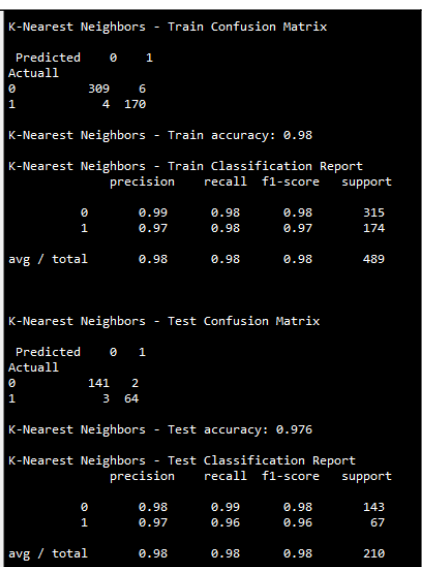 K-Nearest Neighbors - Train Confusion Matrix
Predicted 0 1
Actuall
0 309 6
1 4 170
K-Nearest Neighbors - Train accuracy: 0.98
K-Nearest Neighbors - Train Classification Report
precision recall f1-score support
0 0.99 0.98 0.98 315
1 0.97 0.98 0.97 174
avg / total 0.98 0.98 0.98 489
K-Nearest Neighbors - Test Confusion Matrix
Predicted 0 1
Actuall
0 141 2
1 3 64
K-Nearest Neighbors - Test accuracy: 0.976
K-Nearest Neighbors - Test Classification Report
precision recall f1-score support
0 0.98 0.99 0.98 143
1 0.97 0.96 0.96 67
avg / total 0.98 0.98 0.98 210